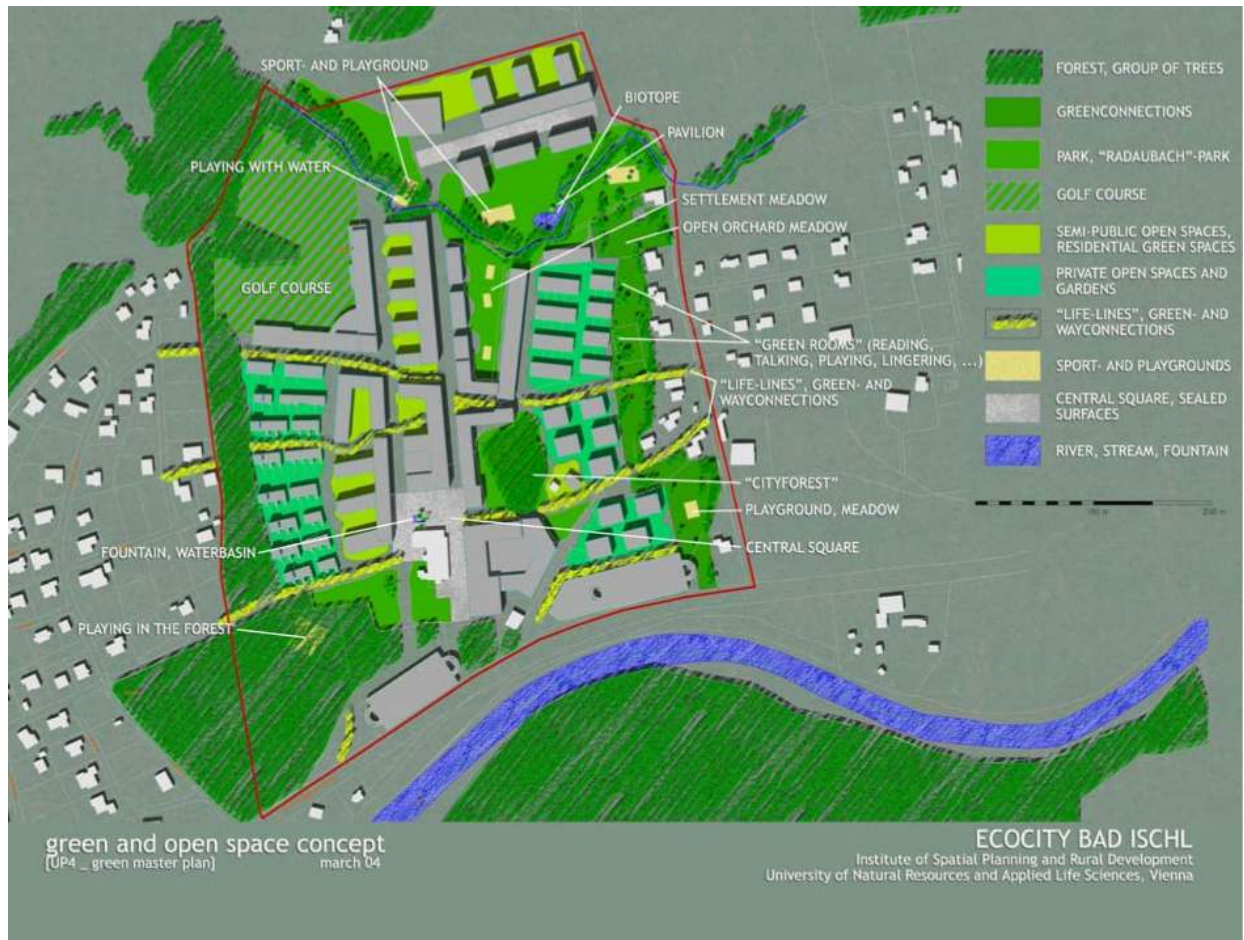 SPORT- AND PLAYGROUND
BIOTOPE
PAVILION
PLAYING WITH WATER
SETTLEMENT MEADOW
OPEN ORCHARD MEADOW
GOLF COURSE
"GREEN ROOMS" (READING,
TALKING, PLAYING, LINGERING, ...)
"LIFE-LINES", GREEN- AND
WAYCONNECTIONS
"CITYFOREST"
PLAYGROUND, MEADOW
FOUNTAIN, WATERBASIN
CENTRAL SQUARE
PLAYING IN THE FOREST
FOREST, GROUP OF TREES
GREENCONNECTIONS
PARK, "RADAUBACH"-PARK
GOLF COURSE
SEMI-PUBLIC OPEN SPACES,
RESIDENTIAL GREEN SPACES
PRIVATE OPEN SPACES AND
GARDENS
"LIFE-LINES", GREEN- AND
WAYCONNECTIONS
SPORT- AND PLAYGROUNDS
CENTRAL SQUARE, SEALED
SURFACES
RIVER, STREAM, FOUNTAIN
green and open space concept
[UP4 _ green master plan] march 04
ECOCITY BAD ISCHL
Institute of Spatial Planning and Rural Development
University of Natural Resources and Applied Life Sciences, Vienna